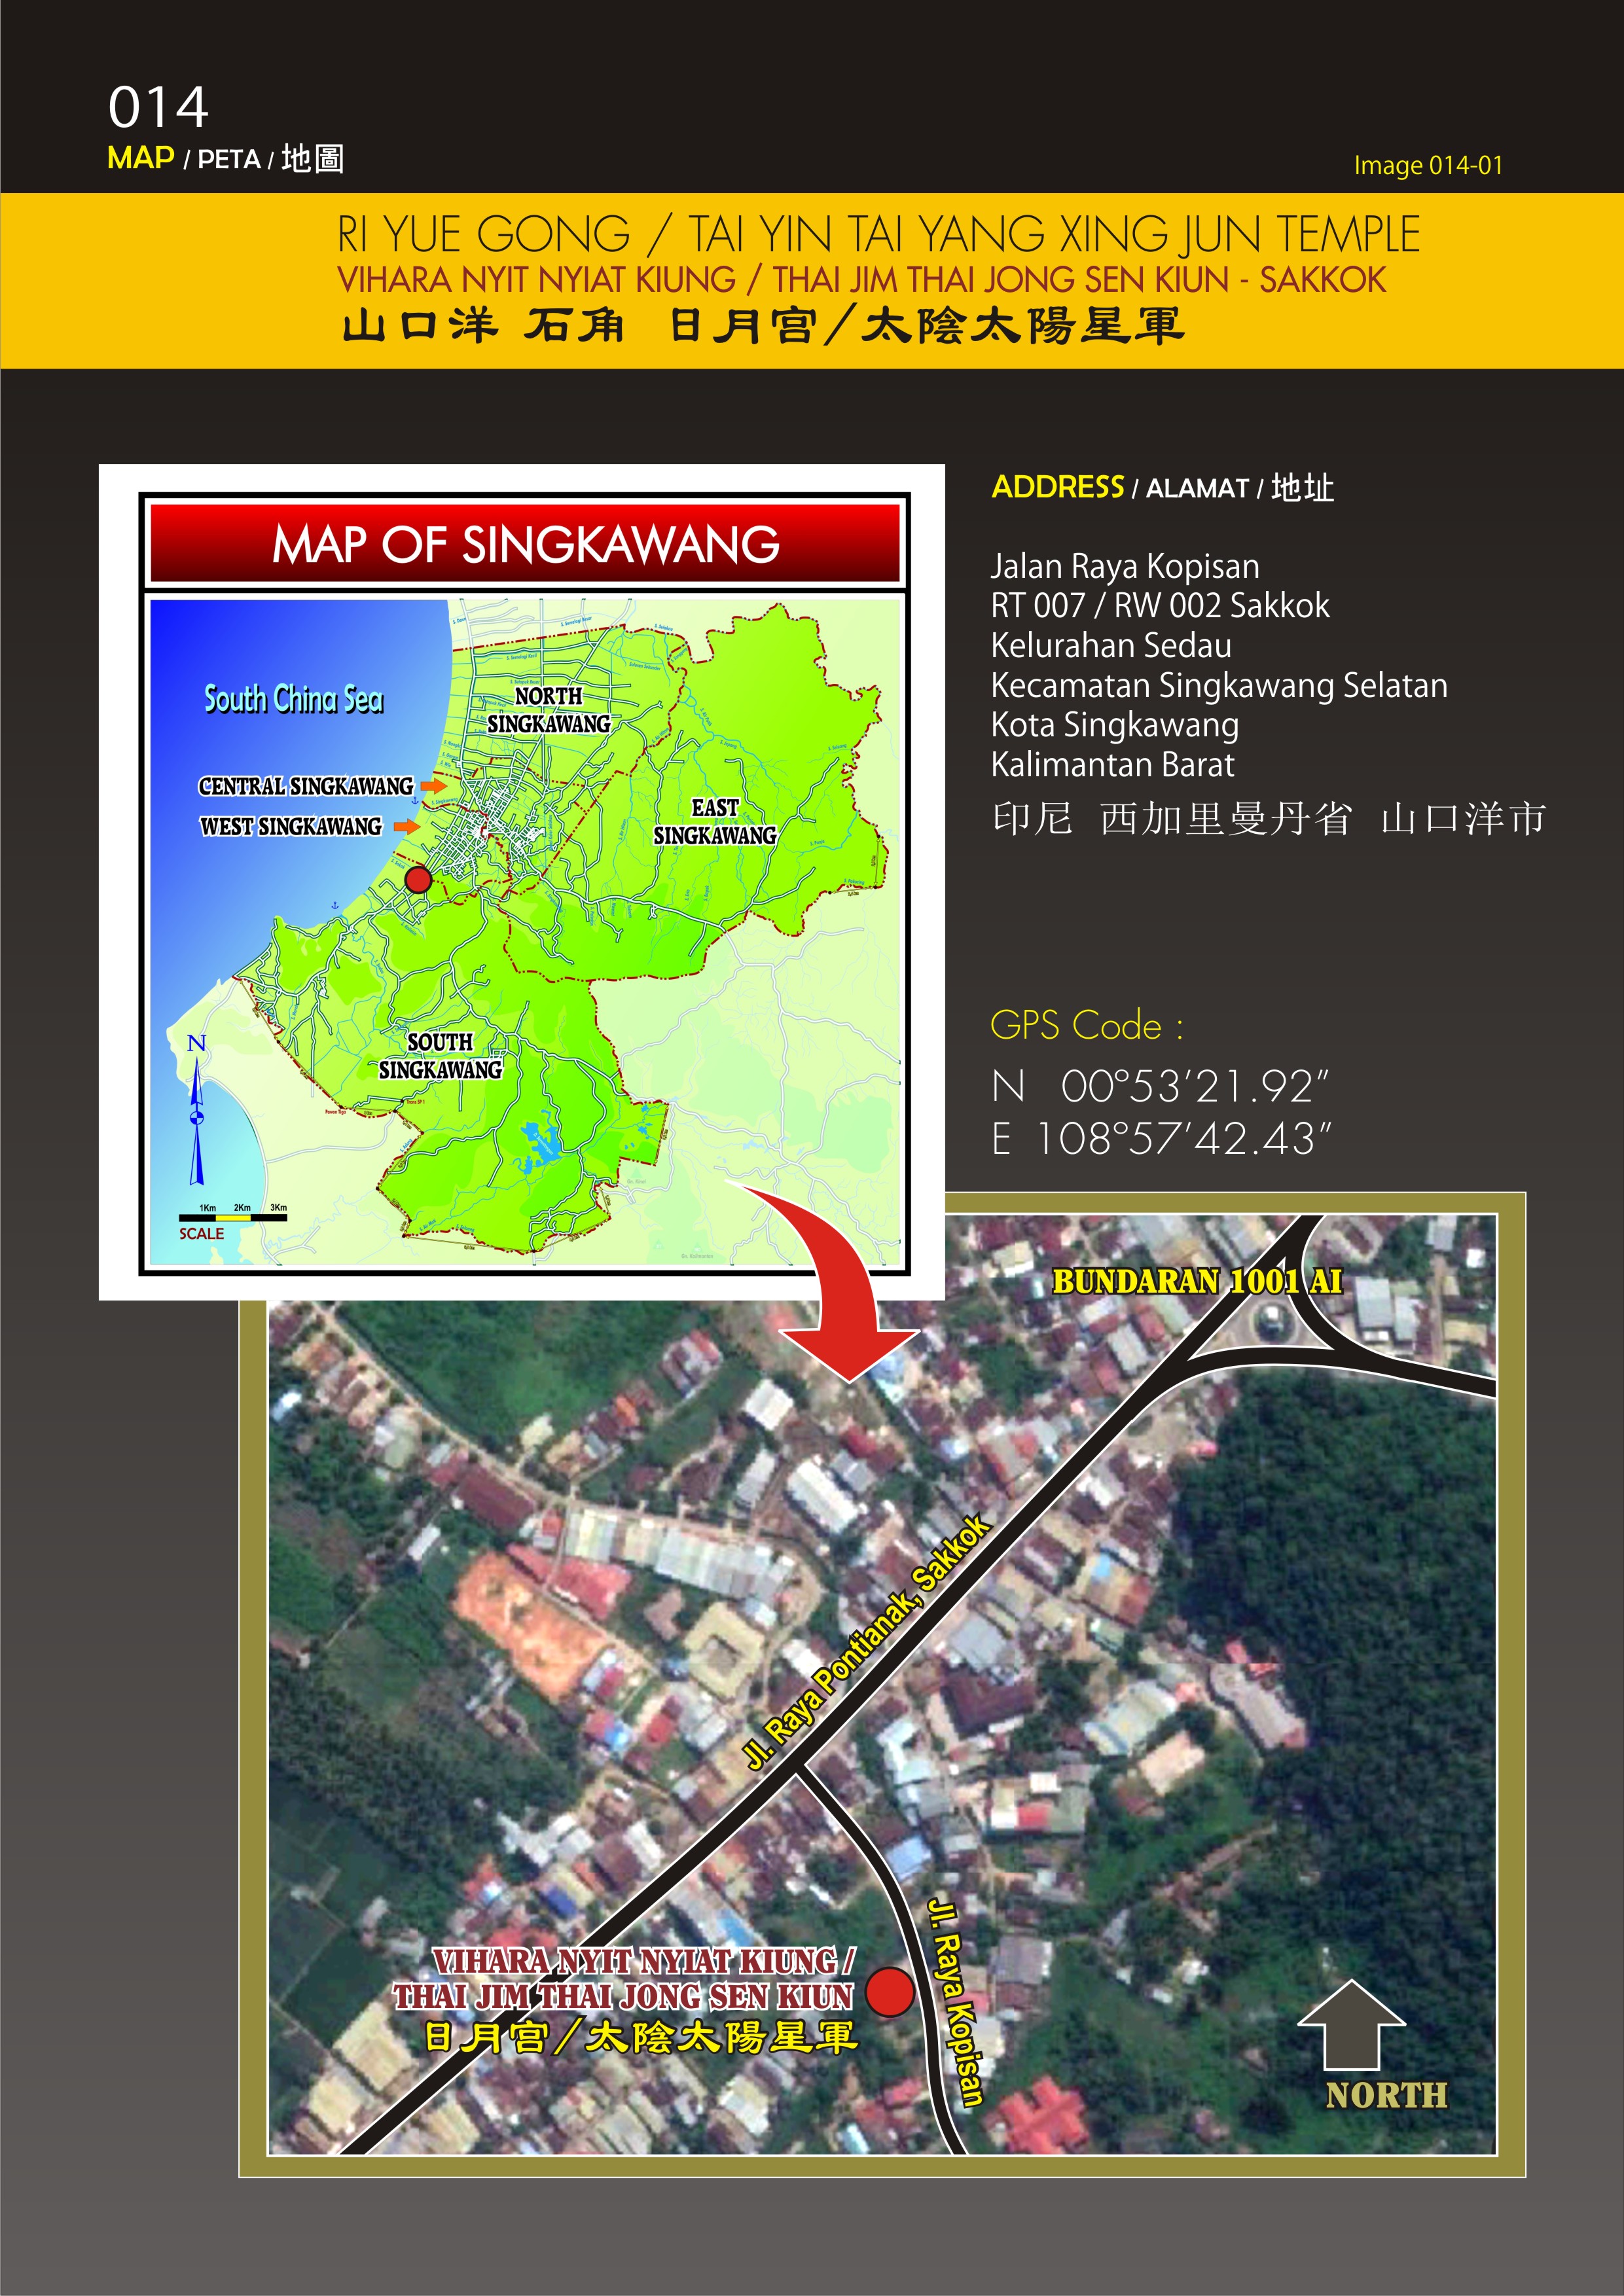 014
MAP / PETA / 地圖
Image 014-01
RI YUE GONG / TAI YIN TAI YANG XING JUN TEMPLE
VIHARA NYIT NYIAT KIUNG / THAI JIM THAI JONG SEN KIUN - SAKKOK
山口洋 石角 日月宫/太陰太陽星軍
MAP OF SINGKAWANG
South China Sea
NORTH
SINGKAWANG
CENTRAL SINGKAWANG
WEST SINGKAWANG
EAST
SINGKAWANG
SOUTH
SINGKAWANG
N
1Km 2Km 3Km
SCALE
ADDRESS / ALAMAT / 地址
Jalan Raya Kopisan
RT 007 / RW 002 Sakkok
Kelurahan Sedau
Kecamatan Singkawang Selatan
Kota Singkawang
Kalimantan Barat
印尼 西加里曼丹省 山口洋市
GPS Code :
N 00°53'21.92"
E 108°57'42.43"
BUNDARAN 1001 AI
Jl. Raya Pontianak, Sakkok
VIHARA NYIT NYIAT KIUNG /
THAI JIM THAI JONG SEN KIUN
日月宫/太陰太陽星軍
Jl. Raya Kopisan
NORTH